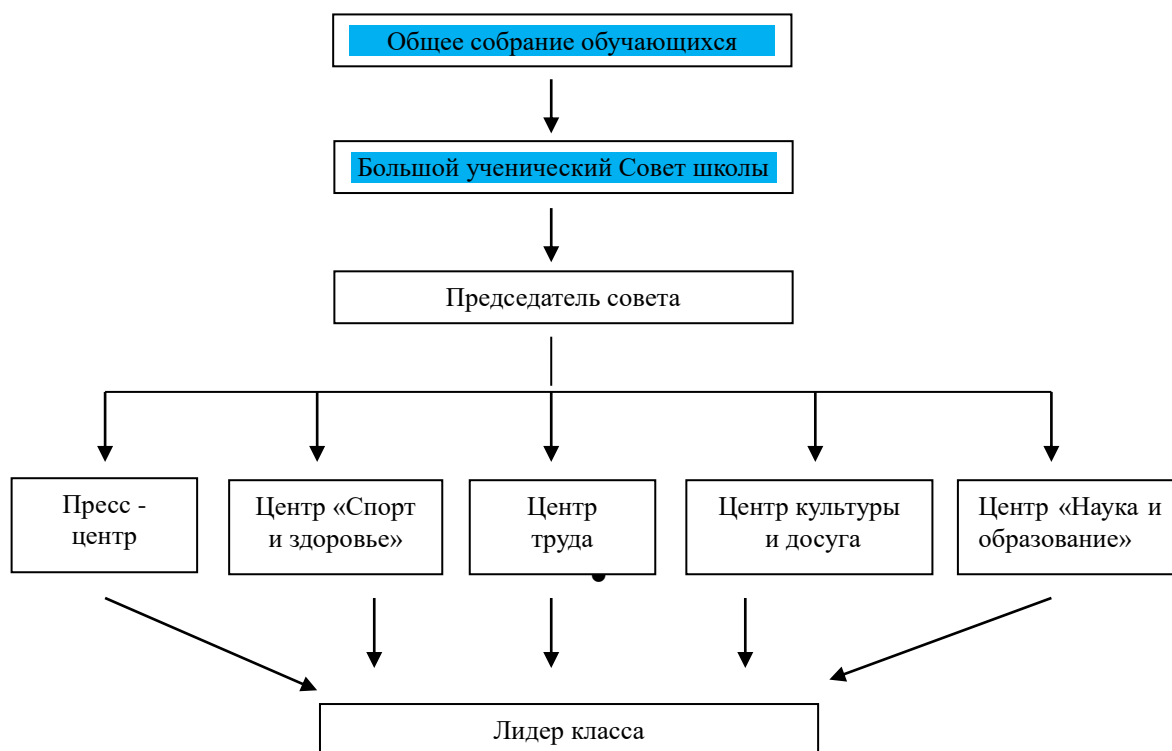 Общее собрание обучающихся
Большой ученический Совет школы
Председатель совета
Пресс -
центр
Центр «Спорт
и здоровье»
Центр
труда
Центр культуры
и досуга
Центр «Наука и
образование»
Лидер класса